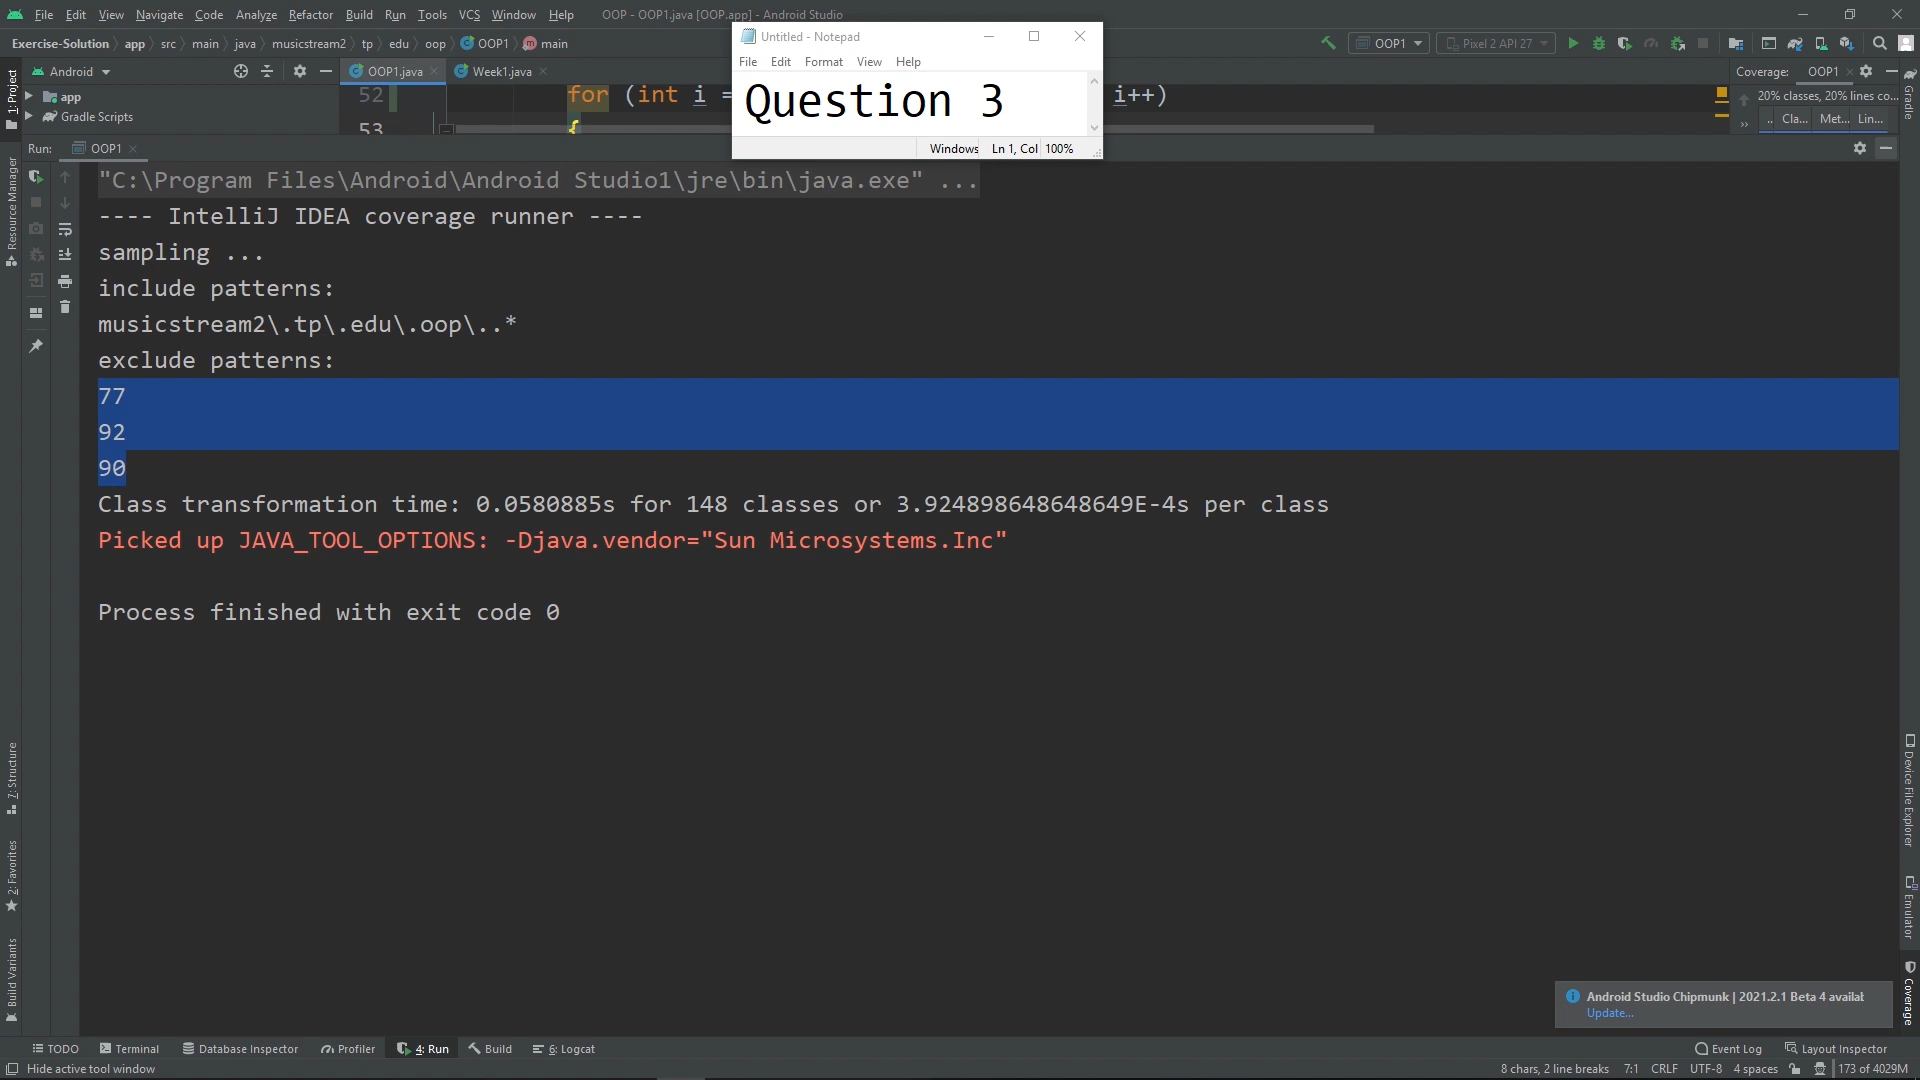 File Edit View Navigate Code Analyze Refactor Build Run Tools VCS Window Help OOP - OOP1.java [OOP.app] - Android Studio
Exercise-Solution app src main java musicstream2 tp edu oop OOP1 main
OOP1 Pixel 2 API 27
Android
OOP1.java Week1.java
Coverage: OOP1
app
Gradle Scripts
52 for (int i = i++)
53 {
20% classes, 20% lines co...
.. Cla... Met... Lin...
Untitled - Notepad
File Edit Format View Help
Question 3
Windows Ln 1, Col 100%
Run: OOP1
"C:\Program Files\Android\Android Studio1\jre\bin\java.exe" ...
---- IntelliJ IDEA coverage runner ----
sampling ...
include patterns:
musicstream2\.tp\.edu\.oop\..*
exclude patterns:
77
92
90
Class transformation time: 0.0580885s for 148 classes or 3.924898648648649E-4s per class
Picked up JAVA_TOOL_OPTIONS: -Djava.vendor="Sun Microsystems.Inc"
Process finished with exit code 0
1: Project
Resource Manager
7: Structure
2: Favorites
Build Variants
Gradle
Device File Explorer
Emulator
Coverage
Android Studio Chipmunk | 2021.2.1 Beta 4 availat
Update...
TODO Terminal Database Inspector Profiler 4: Run Build 6: Logcat
Event Log Layout Inspector
Hide active tool window
8 chars, 2 line breaks 7:1 CRLF UTF-8 4 spaces 173 of 4029M